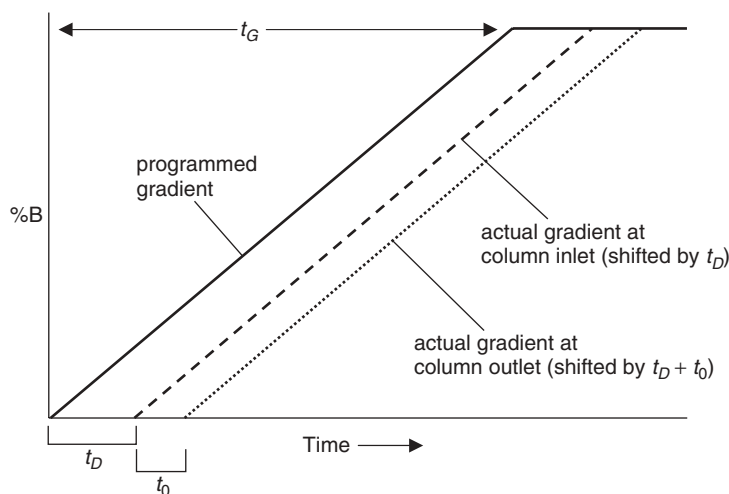 t_G
programmed
gradient
%B
actual gradient at
column inlet (shifted by t_D)
actual gradient at
column outlet (shifted by t_D + t_0)
Time
t_D
t_0